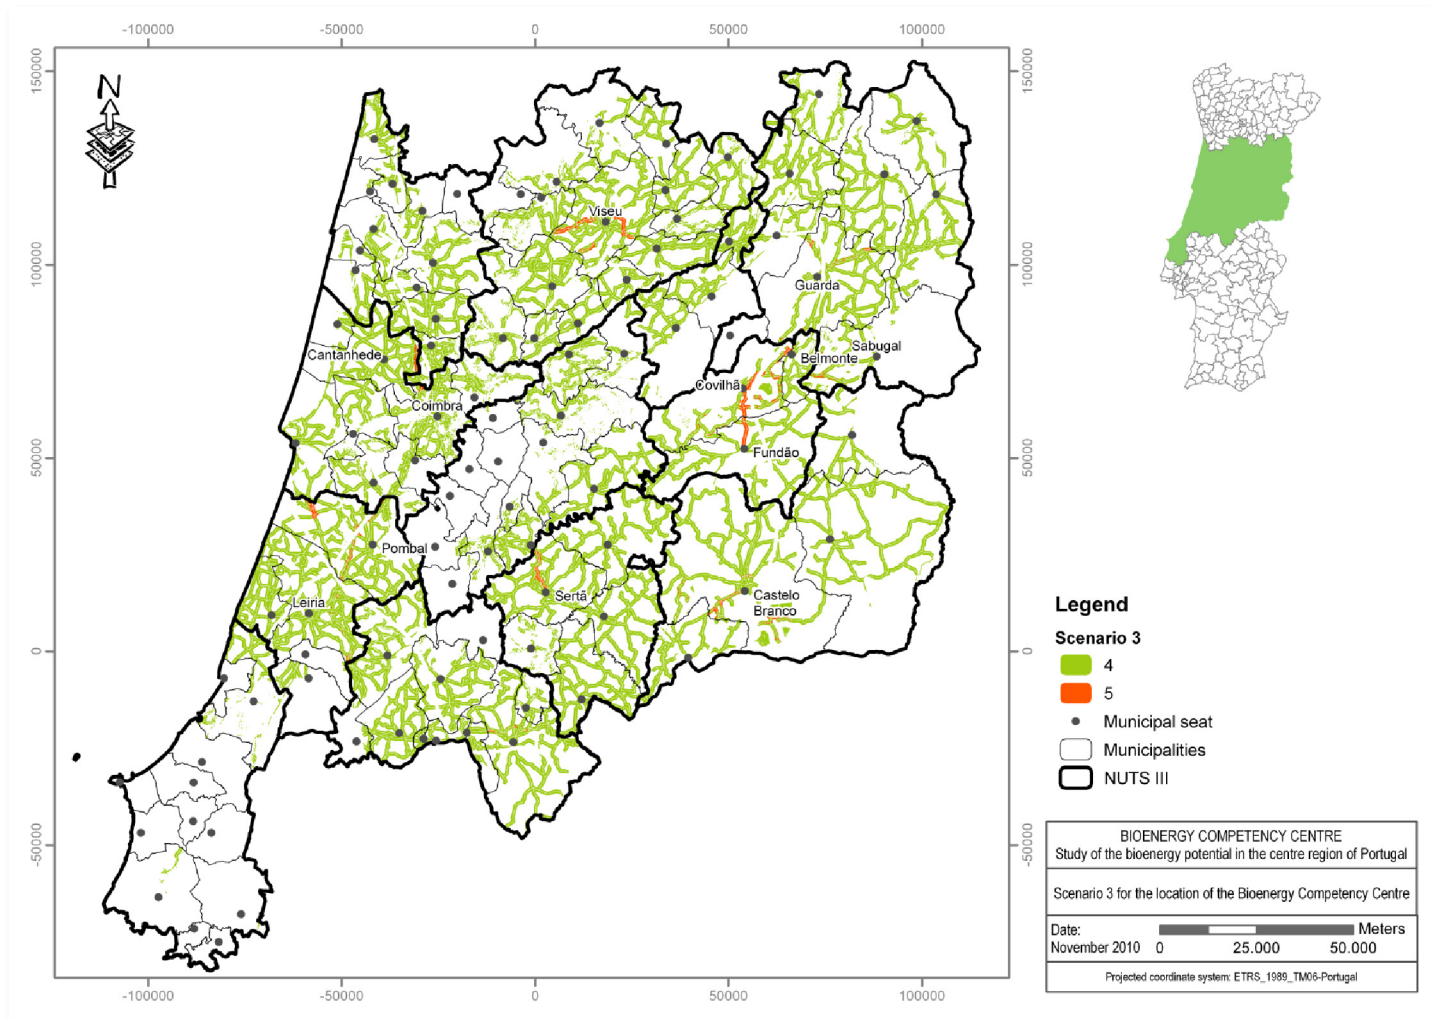 -100000 -50000 0 50000 100000
150000
100000
50000
0
-50000
N
Viseu
Guarda
Cantanhede
Sabugal
Belmonte
Covilhã
Coimbra
Fundão
Pombal
Leiria
Sertã
Castelo
Branco
150000
100000
50000
0
-50000
-100000 -50000 0 50000 100000
Legend
Scenario 3
4
5
Municipal seat
Municipalities
NUTS III
BIOENERGY COMPETENCY CENTRE
Study of the bioenergy potential in the centre region of Portugal
Scenario 3 for the location of the Bioenergy Competency Centre
Date:
November 2010
Meters
0 25.000 50.000
Projected coordinate system: ETRS_1989_TM06-Portugal